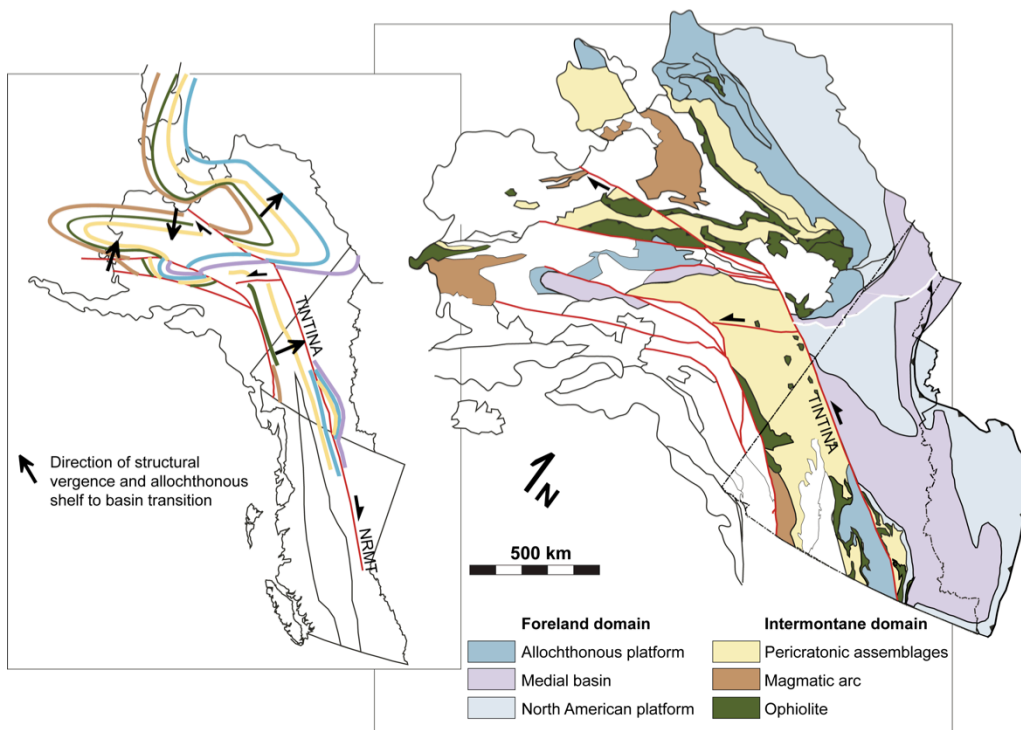 TINTINA
NRMT
Direction of structural
vergence and allochthonous
shelf to basin transition
TINTINA
N
500 km
Foreland domain
Allochthonous platform
Medial basin
North American platform
Intermontane domain
Pericratonic assemblages
Magmatic arc
Ophiolite